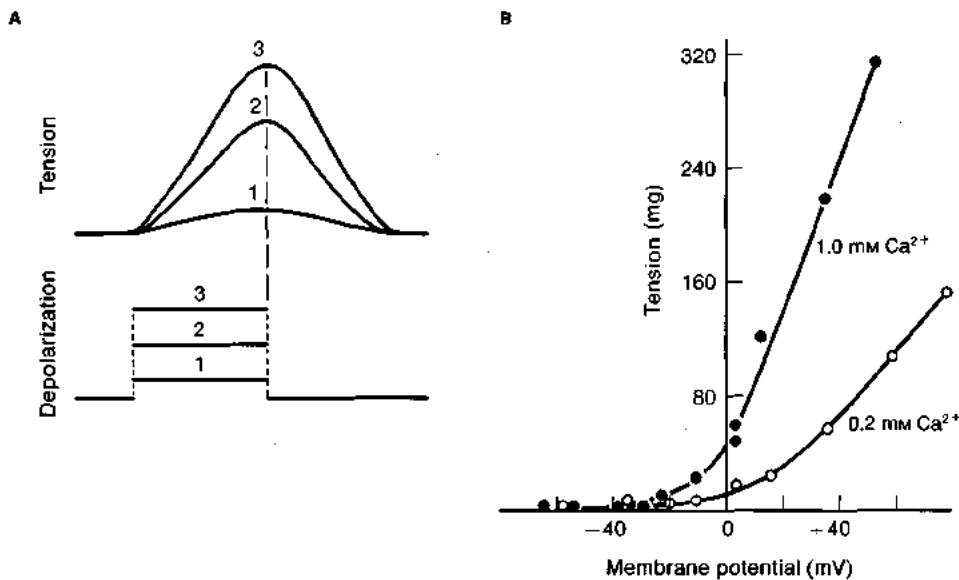 A
Tension
3
2
1
Depolarization
3
2
1
B
Tension (mg)
320
240
160
80
1.0 mM Ca²⁺
0.2 mM Ca²⁺
−40
0
+40
Membrane potential (mV)